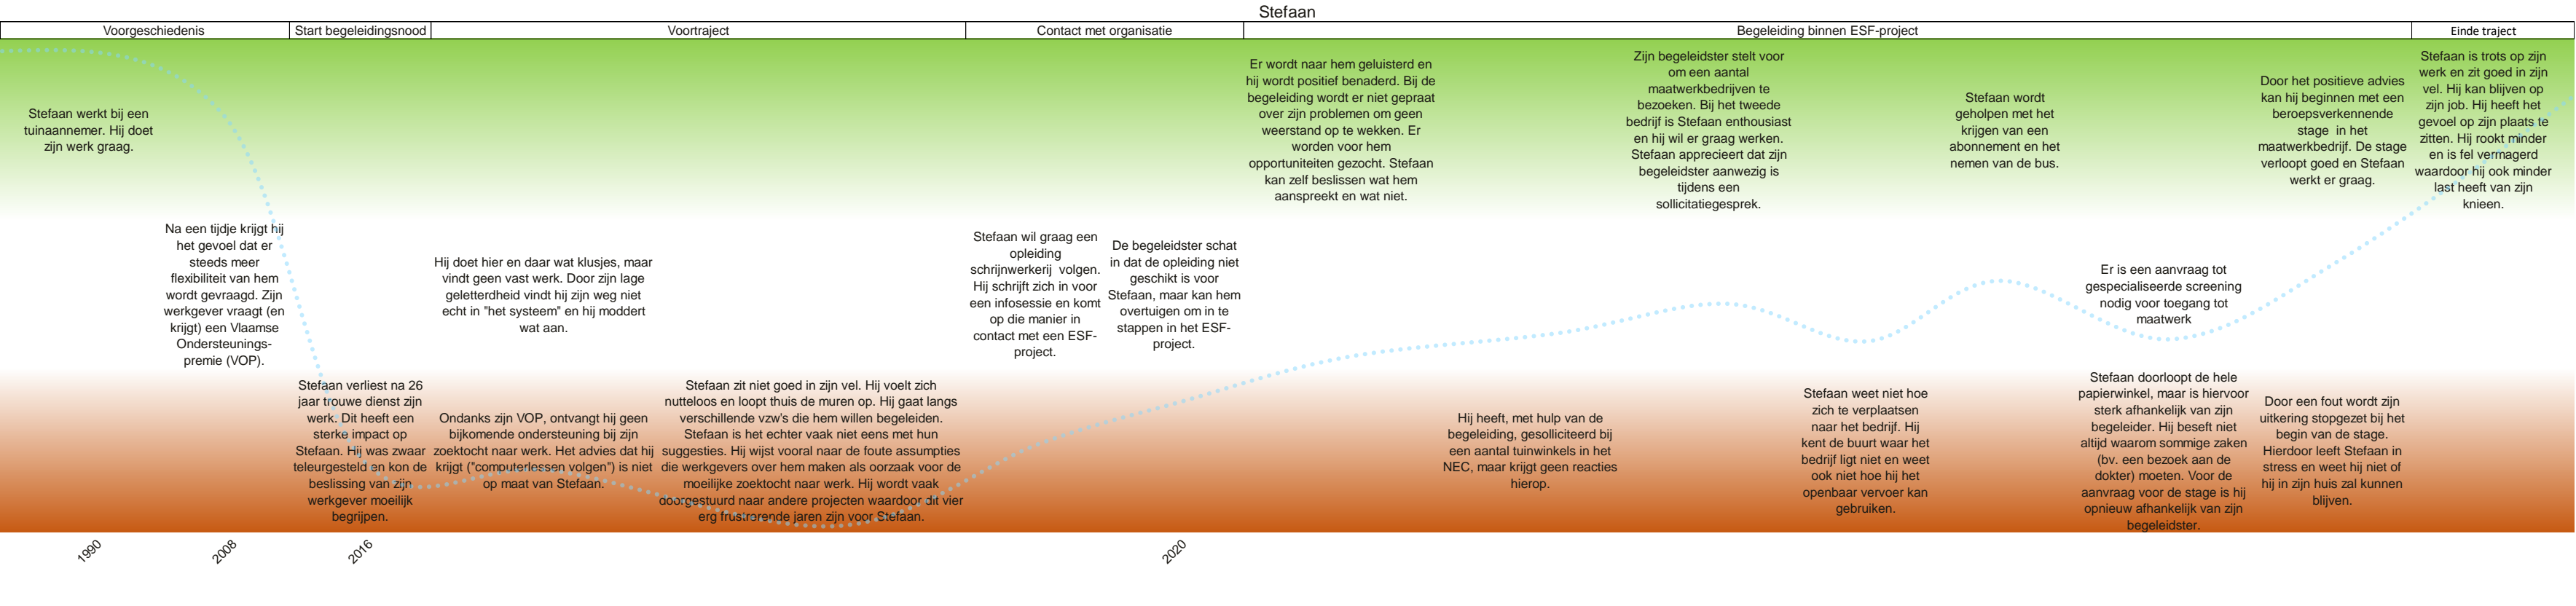 Stefaan
Voorgeschiedenis
Start begeleidingsnood
Voortraject
Contact met organisatie
Begeleiding binnen ESF-project
Einde traject
Stefaan werkt bij een
tuinaannemer. Hij doet
zijn werk graag.
Na een tijdje krijgt hij
het gevoel dat er
steeds meer
flexibiliteit van hem
wordt gevraagd. Zijn
werkgever vraagt (en
krijgt) een Vlaamse
Ondersteunings-
premie (VOP).
Stefaan verliest na 26
jaar trouwe dienst zijn
werk. Dit heeft een
sterke impact op
Stefaan. Hij was zwaar
teleurgesteld en kon de
beslissing van zijn
werkgever moeilijk
begrijpen.
Hij doet hier en daar wat klusjes, maar
vindt geen vast werk. Door zijn lage
geletterdheid vindt hij zijn weg niet
echt in "het systeem" en hij moddert
wat aan.
Ondanks zijn VOP, ontvangt hij geen
bijkomende ondersteuning bij zijn
zoektocht naar werk. Het advies dat hij
krijgt ("computerlessen volgen") is niet
op maat van Stefaan.
Stefaan zit niet goed in zijn vel. Hij voelt zich
nutteloos en loopt thuis de muren op. Hij gaat langs
verschillende vzw's die hem willen begeleiden.
Stefaan is het echter vaak niet eens met hun
suggesties. Hij wijst vooral naar de foute assumpties
die werkgevers over hem maken als oorzaak voor de
moeilijke zoektocht naar werk. Hij wordt vaak
doorgestuurd naar andere projecten waardoor dit vier
erg frustrerende jaren zijn voor Stefaan.
Stefaan wil graag een
opleiding
schrijnwerkerij volgen.
Hij schrijft zich in voor
een infosessie en komt
op die manier in
contact met een ESF-
project.
De begeleidster schat
in dat de opleiding niet
geschikt is voor
Stefaan, maar kan hem
overtuigen om in te
stappen in het ESF-
project.
Er wordt naar hem geluisterd en
hij wordt positief benaderd. Bij de
begeleiding wordt er niet gepraat
over zijn problemen om geen
weerstand op te wekken. Er
worden voor hem
opportuniteiten gezocht. Stefaan
kan zelf beslissen wat hem
aanspreekt en wat niet.
Hij heeft, met hulp van de
begeleiding, gesolliciteerd bij
een aantal tuinwinkels in het
NEC, maar krijgt geen reacties
hierop.
Zijn begeleidster stelt voor
om een aantal
maatwerkbedrijven te
bezoeken. Bij het tweede
bedrijf is Stefaan enthousiast
en hij wil er graag werken.
Stefaan apprecieert dat zijn
begeleidster aanwezig is
tijdens een
sollicitatiegesprek.
Stefaan weet niet hoe
zich te verplaatsen
naar het bedrijf. Hij
kent de buurt waar het
bedrijf ligt niet en weet
ook niet hoe hij het
openbaar vervoer kan
gebruiken.
Stefaan wordt
geholpen met het
krijgen van een
abonnement en het
nemen van de bus.
Er is een aanvraag tot
gespecialiseerde screening
nodig voor toegang tot
maatwerk
Stefaan doorloopt de hele
papierwinkel, maar is hiervoor
sterk afhankelijk van zijn
begeleider. Hij beseft niet
altijd waarom sommige zaken
(bv. een bezoek aan de
dokter) moeten. Voor de
aanvraag voor de stage is hij
opnieuw afhankelijk van zijn
begeleidster.
Door het positieve advies
kan hij beginnen met een
beroepsverkennende
stage in het
maatwerkbedrijf. De stage
verloopt goed en Stefaan
werkt er graag.
Door een fout wordt zijn
uitkering stopgezet bij het
begin van de stage.
Hierdoor leeft Stefaan in
stress en weet hij niet of
hij in zijn huis zal kunnen
blijven.
Stefaan is trots op zijn
werk en zit goed in zijn
vel. Hij kan blijven op
zijn job. Hij heeft het
gevoel op zijn plaats te
zitten. Hij rookt minder
en is fel vermagerd
waardoor hij ook minder
last heeft van zijn
knieen.
1990
2008
2016
2020